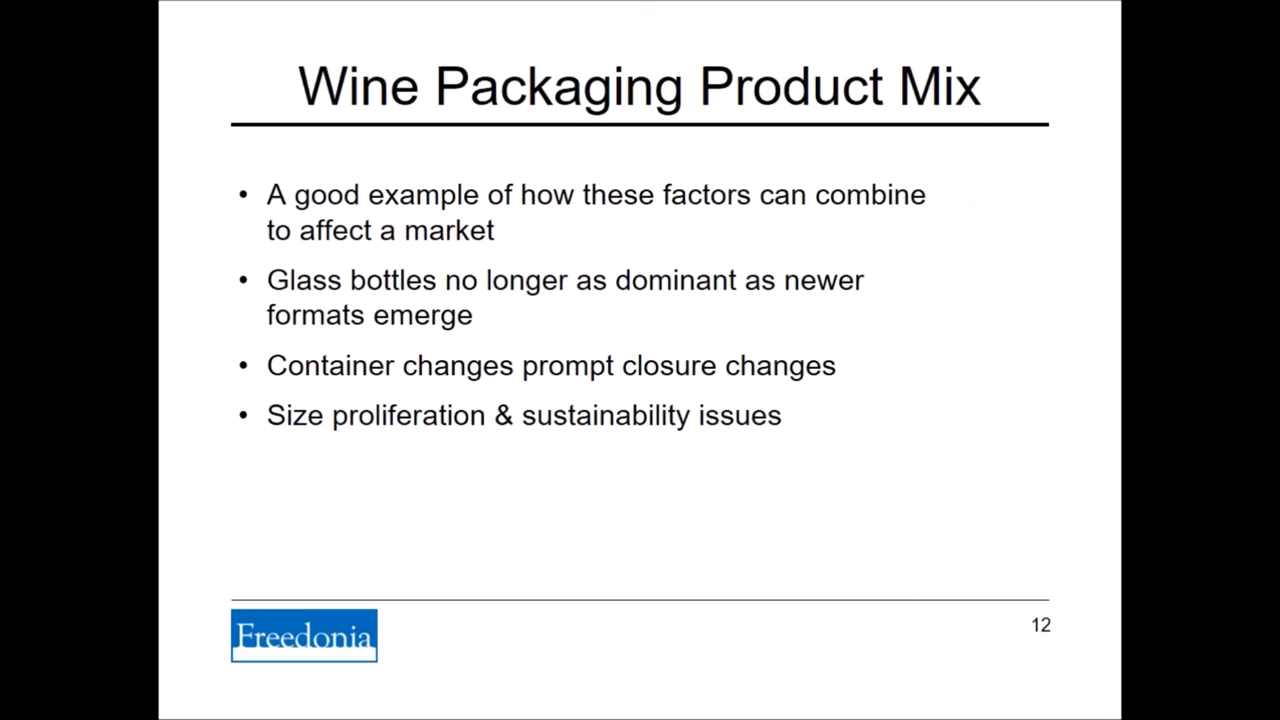 Wine Packaging Product Mix
• A good example of how these factors can combine
to affect a market
• Glass bottles no longer as dominant as newer
formats emerge
• Container changes prompt closure changes
• Size proliferation & sustainability issues
Freedonia
12